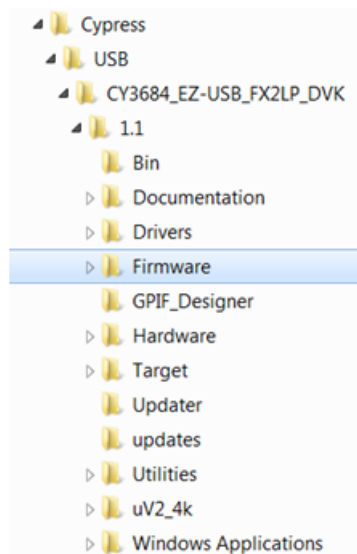 Cypress
USB
CY3684_EZ-USB_FX2LP_DVK
1.1
Bin
Documentation
Drivers
Firmware
GPIF_Designer
Hardware
Target
Updater
updates
Utilities
uV2_4k
Windows Applications